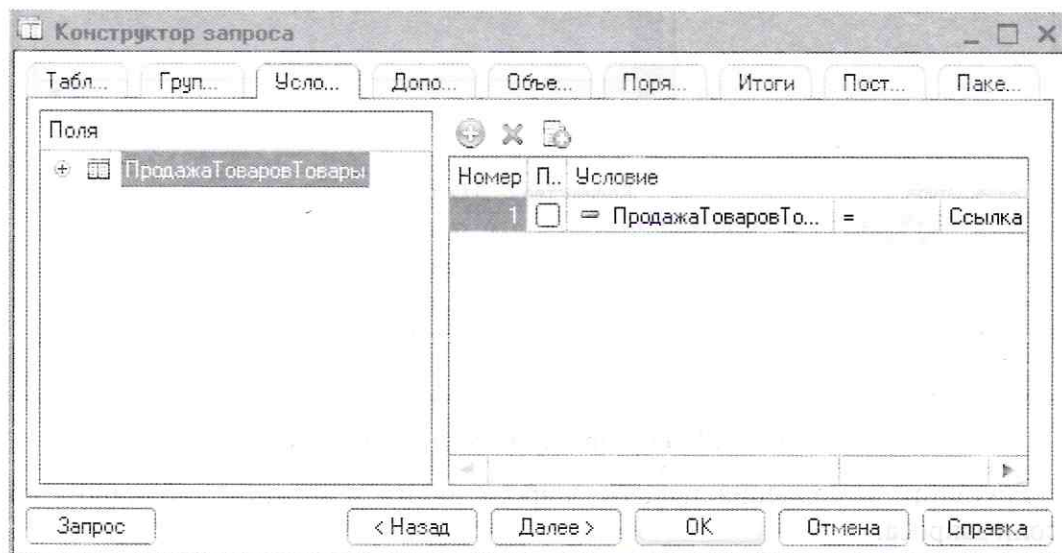 Конструктор запроса
Табл... Груп... Усло... Допо... Объе... Поря... Итоги Пост... Паке...
Поля
ПродажаТоваровТовары
Номер П.. Условие
1 ПродажаТоваровТо... = Ссылка
Запрос < Назад Далее > ОК Отмена Справка